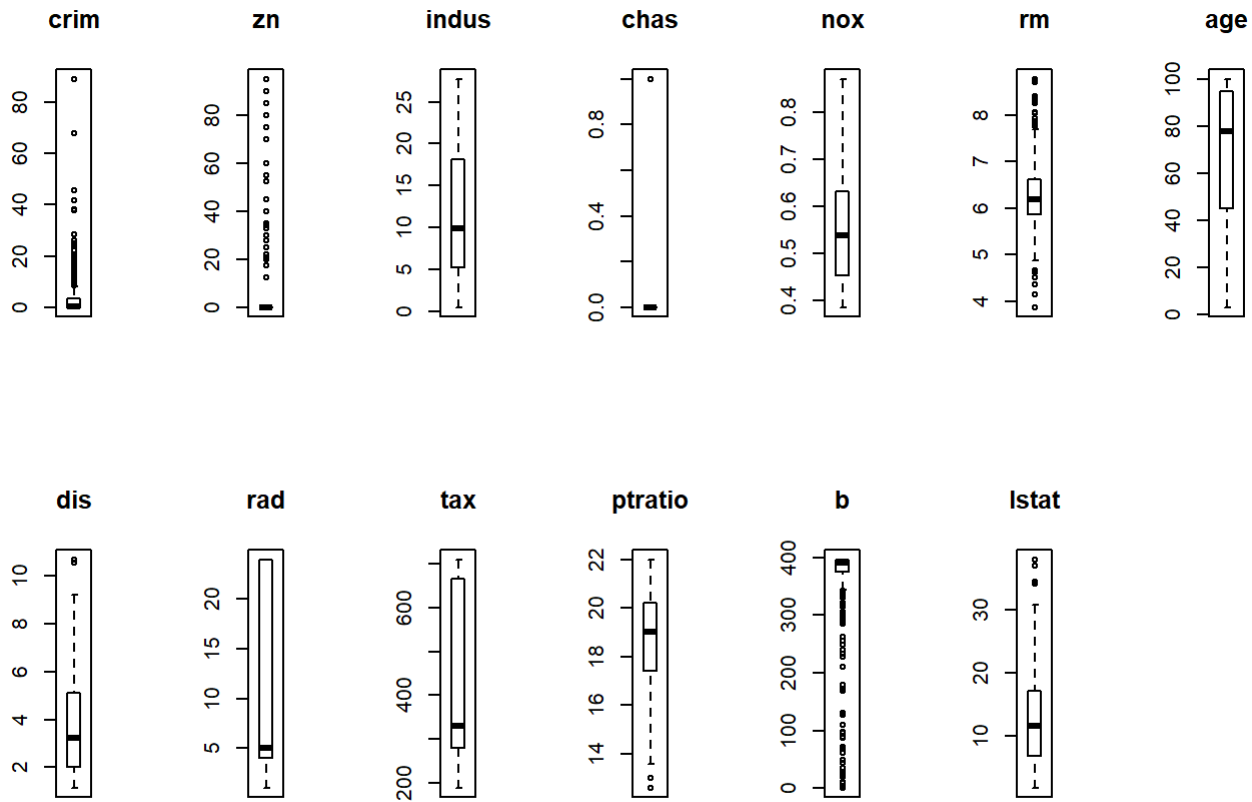 crim zn indus chas nox rm age
0 20 40 60 80
0 20 40 60 80
0 5 10 15 20 25
0.0 0.4 0.8
0.4 0.5 0.6 0.7 0.8
4 5 6 7 8
0 20 40 60 80 100
dis rad tax ptratio b lstat
2 4 6 8 10
5 10 15 20
200 400 600
14 16 18 20 22
0 100 200 300 400
10 20 30